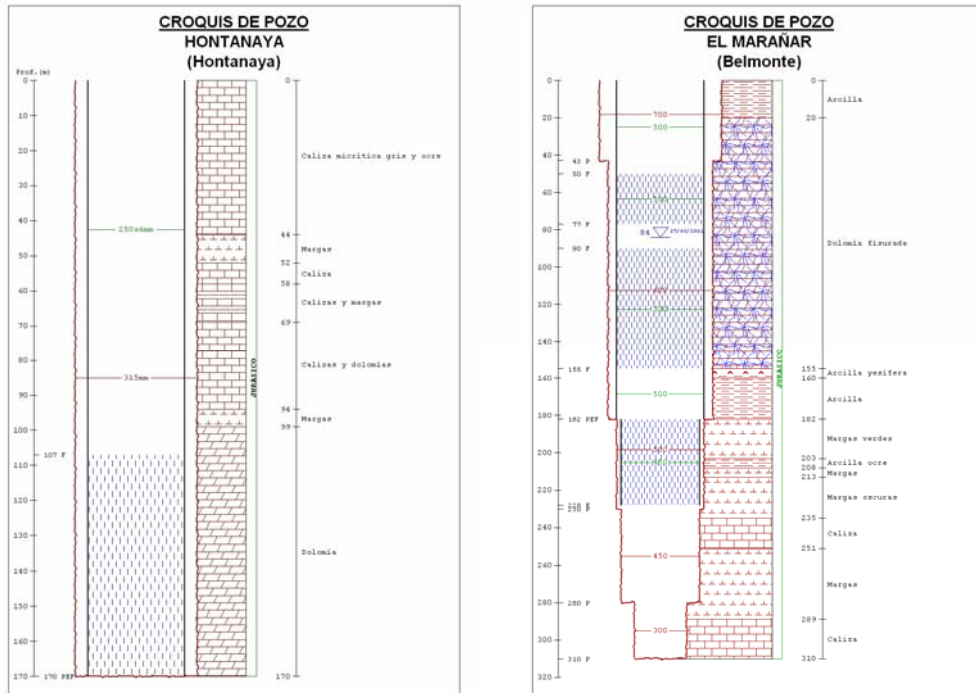 CROQUIS DE POZO
HONTANAYA
(Hontanaya)
Prof.(m)
0
10
20
30
40
50
60
70
80
90
100
110
120
130
140
150
160
170
107 F
170 PEF
250x6mm
315mm
JURASICO
0
44
52
58
69
94
99
170
Caliza micrítica gris y ocre
Margas
Caliza
Calizas y margas
Calizas y dolomías
Margas
Dolomía
CROQUIS DE POZO
EL MARAÑAR
(Belmonte)
0
20
40
60
80
100
120
140
160
180
200
220
240
260
280
300
320
43 P
50 F
77 F
90 F
155 F
182 PEF
228 F
230 P
280 P
310 P
700
500
84
500
500
450
300
JURASICO
0
20
155
160
182
203
208
213
235
251
289
310
Arcilla
Dolomía fisurada
Arcilla yesífera
Arcilla
Margas verdes
Arcilla ocre
Margas
Margas oscuras
Caliza
Margas
Caliza